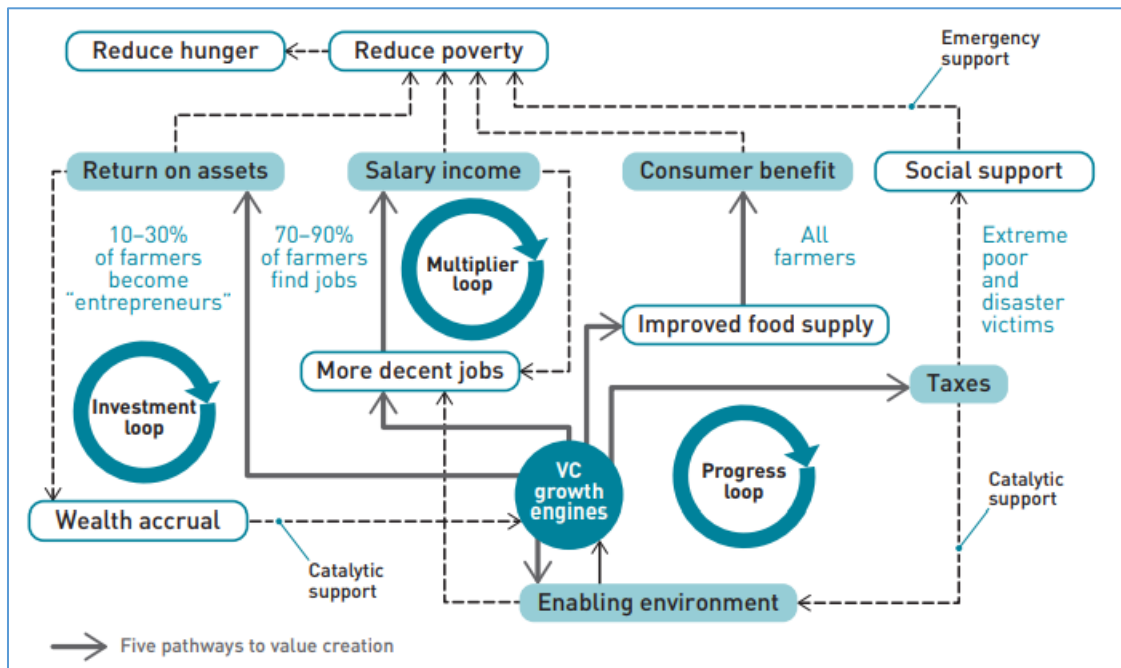 Reduce hunger
Reduce poverty
Emergency
support
Return on assets
Salary income
Consumer benefit
Social support
10–30%
of farmers
become
“entrepreneurs”
70–90%
of farmers
find jobs
Multiplier
loop
All
farmers
Extreme
poor
and
disaster
victims
Improved food supply
More decent jobs
Taxes
Investment
loop
VC
growth
engines
Progress
loop
Catalytic
support
Wealth accrual
Catalytic
support
Enabling environment
Five pathways to value creation